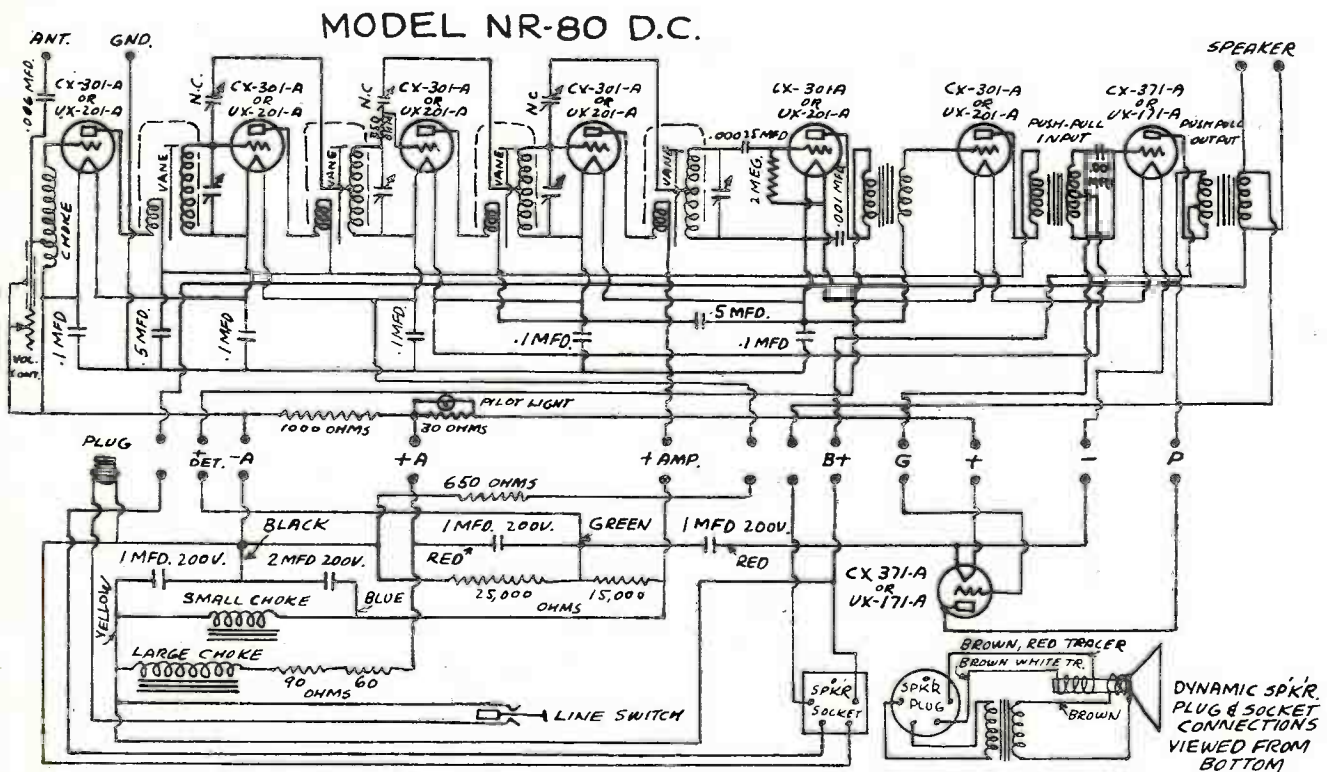 MODEL NR-80 D.C.
ANT.
GND.
SPEAKER
.006 MFD.
CX-301-A
OR
UX-201-A
N.C.
CX-301-A
OR
UX-201-A
N.C
CX-301-A
OR
UX201-A
N.C
CX-301-A
OR
UX-201-A
CX-301A
OR
UX-201-A
CX-301-A
OR
UX-201-A
CX-371-A
OR
UX-171-A
PUSH-PULL
INPUT
PUSH PULL
OUTPUT
VANE
VANE
VANE
VANE
.00025 MFD
2 MEG.
.001 MFD.
CHOKE
VOL.
CONT.
.1 MFD
.5 MFD.
.1 MFD
.1 MFD
.1 MFD.
.5 MFD.
.1 MFD
PILOT LIGHT
1000 OHMS
30 OHMS
PLUG
+
DET.
-A
+A
+AMP.
B+
G
+
-
P
650 OHMS
BLACK
1 MFD. 200V.
GREEN
1 MFD 200V.
1 MFD. 200V.
2 MFD 200V.
RED"
RED
YELLOW
SMALL CHOKE
BLUE
25,000
15,000
OHMS
CX 371-A
OR
UX-171-A
LARGE CHOKE
90
60
OHMS
LINE SWITCH
SP'K'R
SOCKET
SPK'R
PLUG
BROWN, RED TRACER
BROWN WHITE TR.
BROWN
DYNAMIC SP'K'R.
PLUG & SOCKET
CONNECTIONS
VIEWED FROM
BOTTOM